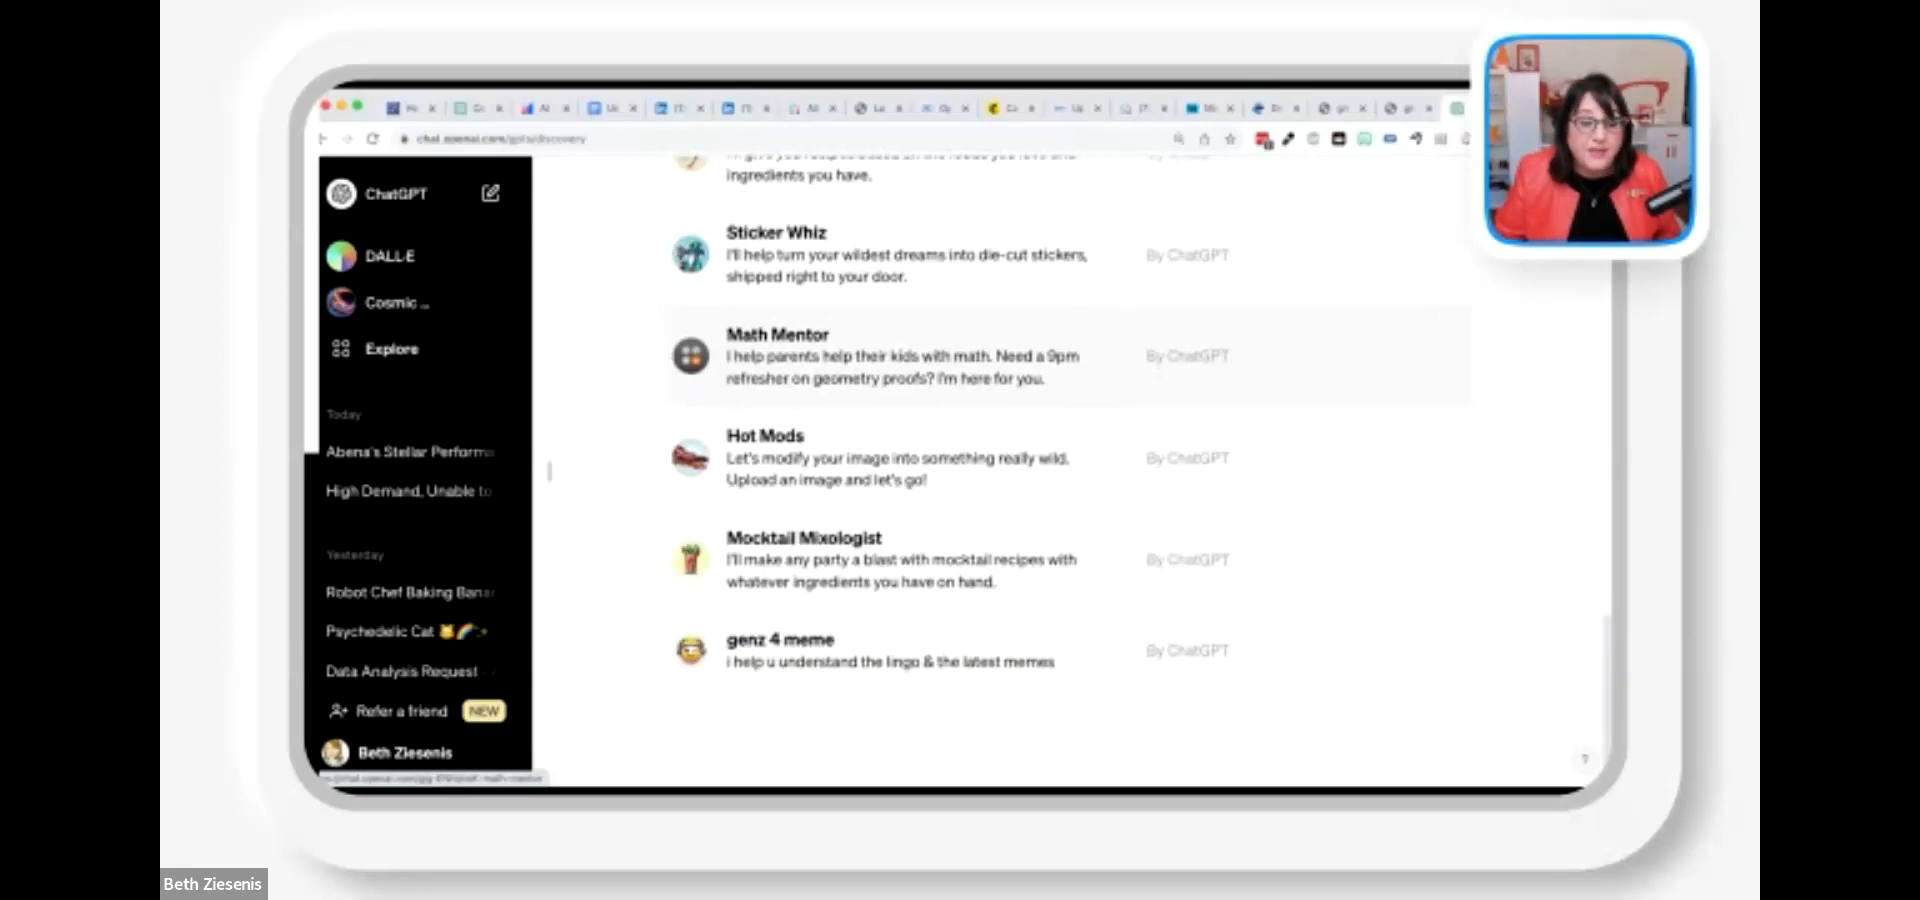 chat.openai.com/gpts/discovery
ChatGPT
DALL·E
Cosmic ...
Explore
Today
Abena's Stellar Performa
High Demand, Unable to
Yesterday
Robot Chef Baking Bana
Psychedelic Cat 🐱🌈✨
Data Analysis Request
Refer a friend NEW
Beth Ziesenis
ingredients you have.
Sticker Whiz
I'll help turn your wildest dreams into die-cut stickers,
shipped right to your door.
By ChatGPT
Math Mentor
I help parents help their kids with math. Need a 9pm
refresher on geometry proofs? I'm here for you.
By ChatGPT
Hot Mods
Let's modify your image into something really wild.
Upload an image and let's go!
By ChatGPT
Mocktail Mixologist
I'll make any party a blast with mocktail recipes with
whatever ingredients you have on hand.
By ChatGPT
genz 4 meme
i help u understand the lingo & the latest memes
By ChatGPT
?
Beth Ziesenis